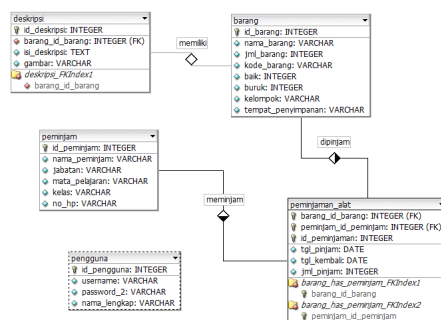 deskripsi
id_deskripsi: INTEGER
barang_id_barang: INTEGER (FK)
isi_deskripsi: TEXT
gambar: VARCHAR
deskripsi_FKIndex1
barang_id_barang
memiliki
barang
id_barang: INTEGER
nama_barang: VARCHAR
jml_barang: INTEGER
kode_barang: VARCHAR
baik: INTEGER
buruk: INTEGER
kelompok: VARCHAR
tempat_penyimpanan: VARCHAR
dipinjam
peminjam
id_peminjam: INTEGER
nama_peminjam: VARCHAR
Jabatan: VARCHAR
mata_pelajaran: VARCHAR
kelas: VARCHAR
no_hp: VARCHAR
meminjam
peminjaman_alat
barang_id_barang: INTEGER (FK)
peminjam_id_peminjam: INTEGER (FK)
id_peminjaman: INTEGER
tgl_pinjam: DATE
tgl_kembali: DATE
jml_pinjam: INTEGER
barang_has_peminjam_FKIndex1
barang_id_barang
barang_has_peminjam_FKIndex2
peminjam_id_peminjam
pengguna
id_pengguna: INTEGER
username: VARCHAR
password_2: VARCHAR
nama_lengkap: VARCHAR